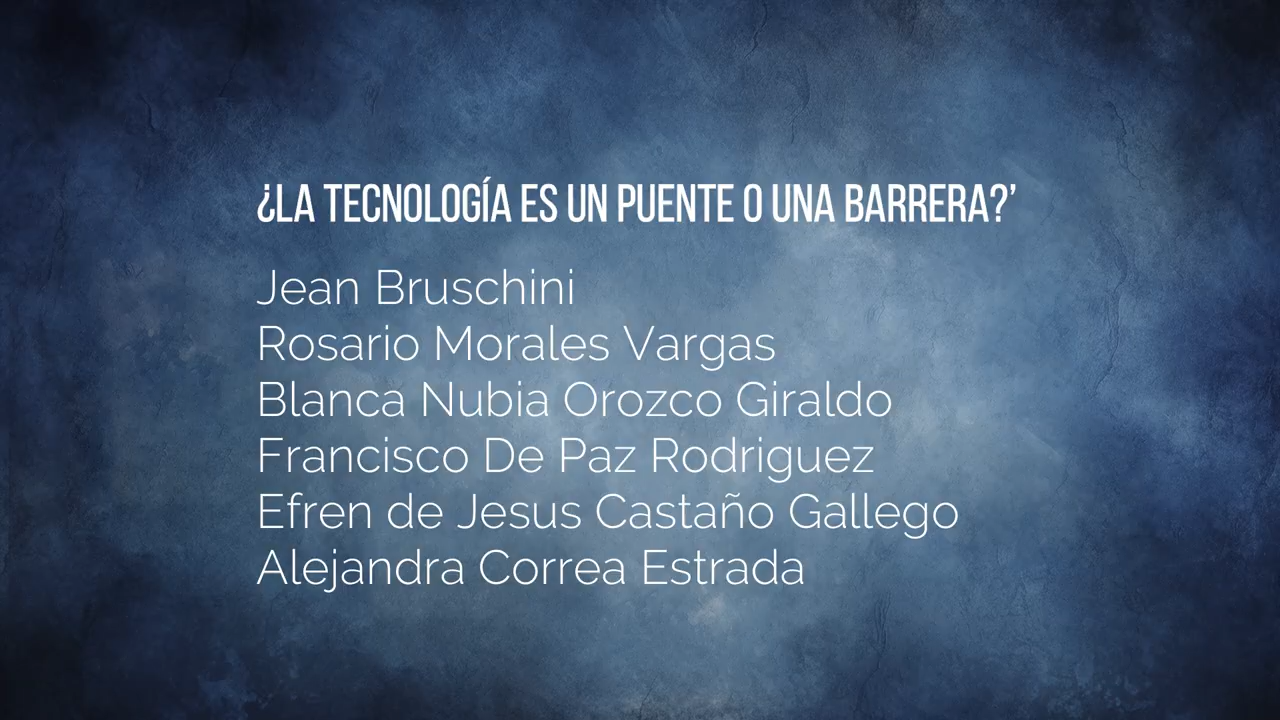 ¿LA TECNOLOGÍA ES UN PUENTE O UNA BARRERA?’
Jean Bruschini
Rosario Morales Vargas
Blanca Nubia Orozco Giraldo
Francisco De Paz Rodriguez
Efren de Jesus Castaño Gallego
Alejandra Correa Estrada